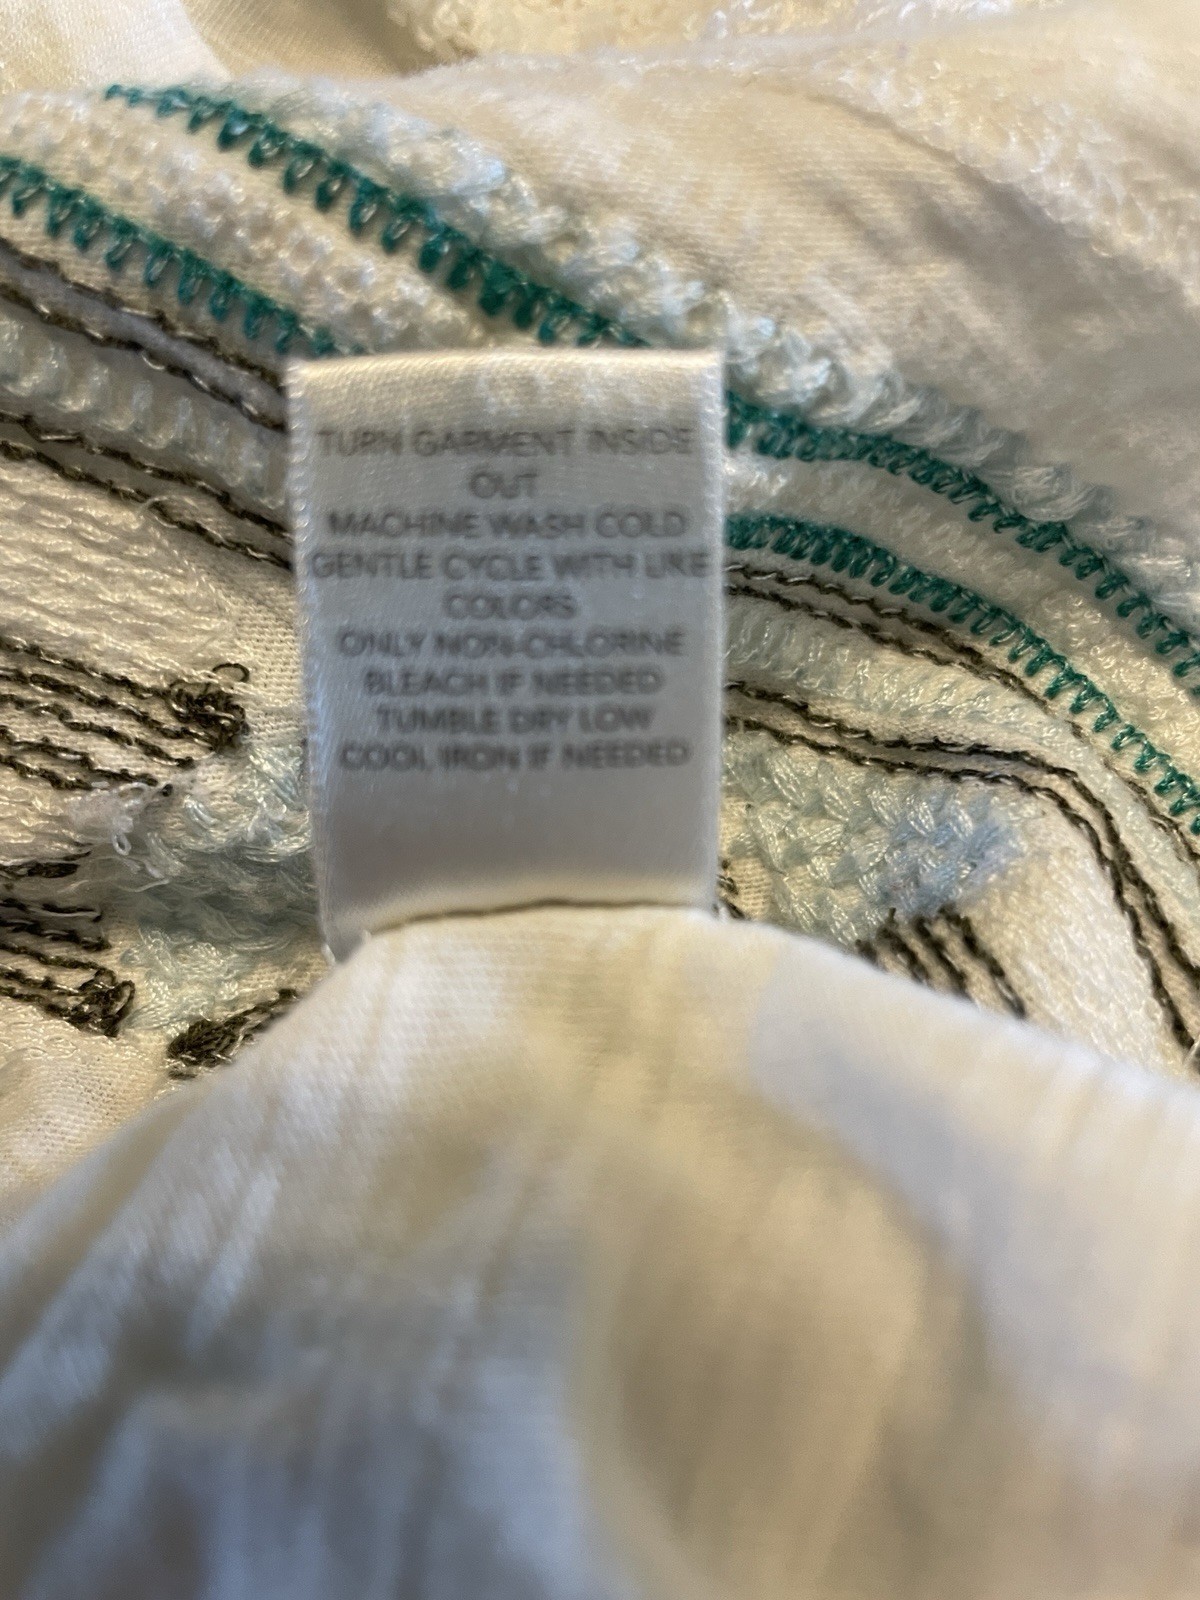 TURN GARMENT INSIDE
OUT
MACHINE WASH COLD
GENTLE CYCLE WITH LIKE
COLORS
ONLY NON-CHLORINE
BLEACH IF NEEDED
TUMBLE DRY LOW
COOL IRON IF NEEDED